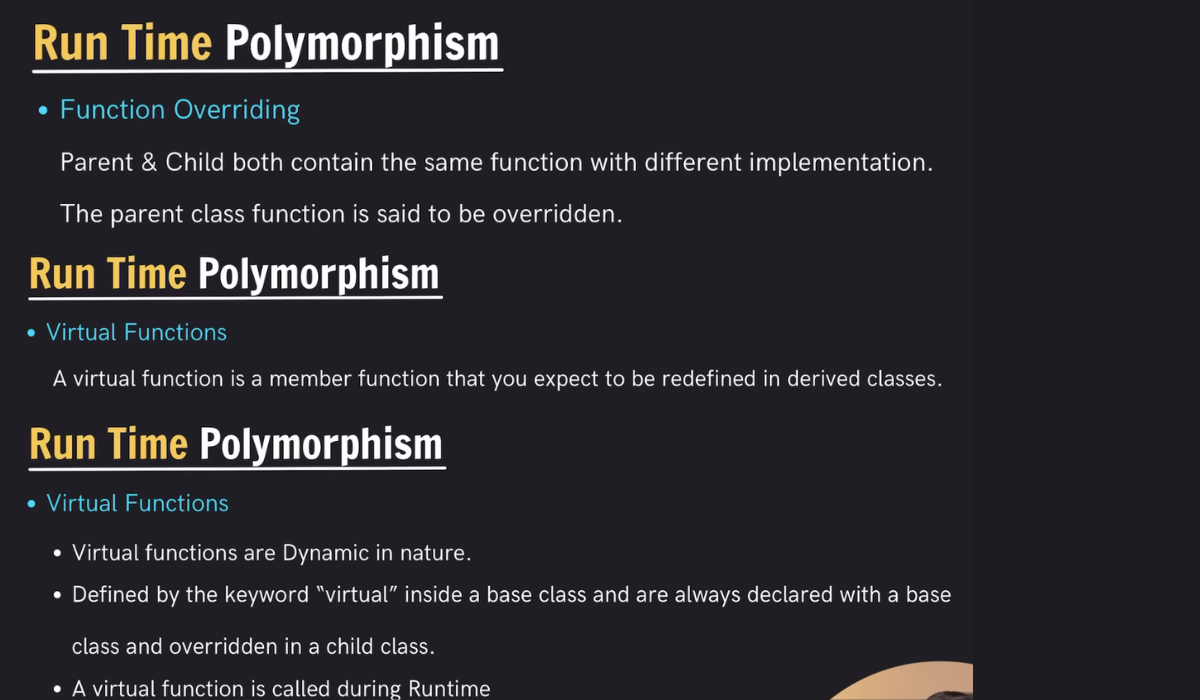 Run Time Polymorphism
• Function Overriding
Parent & Child both contain the same function with different implementation.
The parent class function is said to be overridden.
Run Time Polymorphism
• Virtual Functions
A virtual function is a member function that you expect to be redefined in derived classes.
Run Time Polymorphism
• Virtual Functions
• Virtual functions are Dynamic in nature.
• Defined by the keyword “virtual” inside a base class and are always declared with a base
class and overridden in a child class.
• A virtual function is called during Runtime